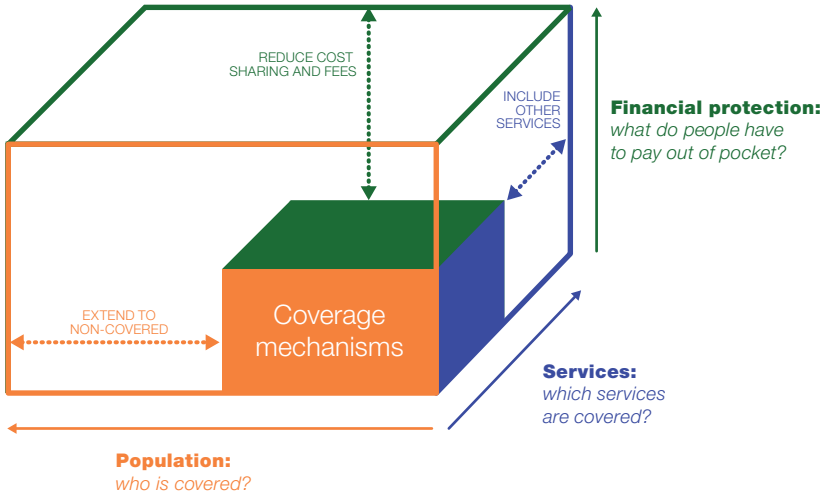 REDUCE COST
SHARING AND FEES
INCLUDE
OTHER
SERVICES
Financial protection:
what do people have
to pay out of pocket?
EXTEND TO
NON-COVERED
Coverage
mechanisms
Services:
which services
are covered?
Population:
who is covered?